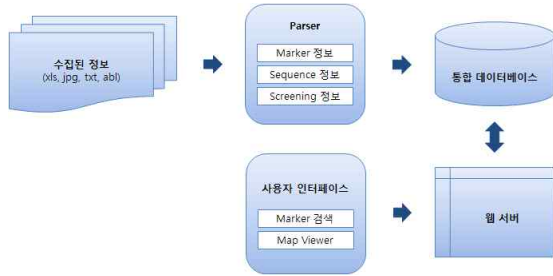 수집된 정보
(xls, jpg, txt, abl)
Parser
Marker 정보
Sequence 정보
Screening 정보
통합 데이터베이스
사용자 인터페이스
Marker 검색
Map Viewer
웹 서버